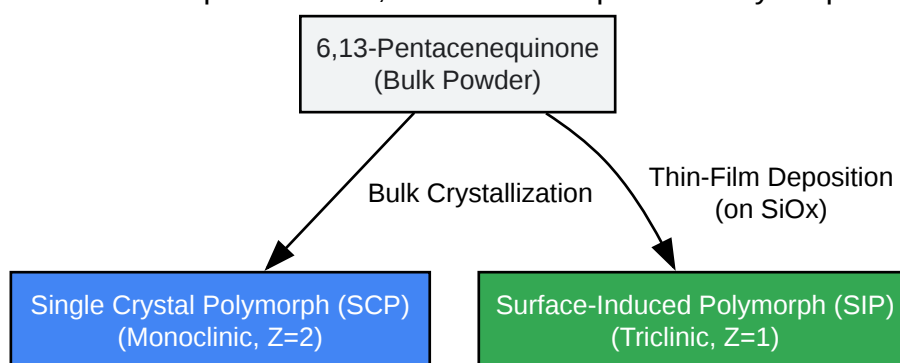 6,13-Pentacenequinone
(Bulk Powder)
Bulk Crystallization
Thin-Film Deposition
(on SiOx)
Single Crystal Polymorph (SCP)
(Monoclinic, Z=2)
Surface-Induced Polymorph (SIP)
(Triclinic, Z=1)